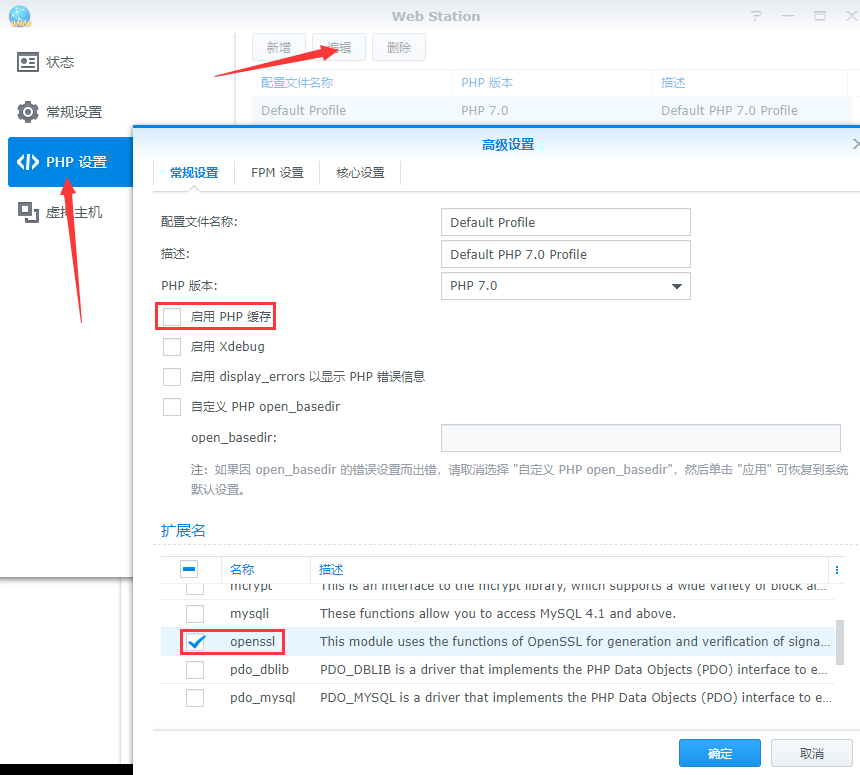 Web Station
状态
常规设置
PHP 设置
虚拟主机
新增
编辑
删除
配置文件名称
PHP 版本
描述
Default Profile
PHP 7.0
Default PHP 7.0 Profile
高级设置
常规设置
FPM 设置
核心设置
配置文件名称:
Default Profile
描述:
Default PHP 7.0 Profile
PHP 版本:
PHP 7.0
启用 PHP 缓存
启用 Xdebug
启用 display_errors 以显示 PHP 错误信息
自定义 PHP open_basedir
open_basedir:
注：如果因 open_basedir 的错误设置而出错，请取消选择 "自定义 PHP open_basedir"，然后单击 "应用" 可恢复到系统
默认设置。
扩展名
名称
描述
mcrypt
This is an interface to the mcrypt library, which supports a wide variety of block al...
mysqli
These functions allow you to access MySQL 4.1 and above.
openssl
This module uses the functions of OpenSSL for generation and verification of signa...
pdo_dblib
PDO_DBLIB is a driver that implements the PHP Data Objects (PDO) interface to e...
pdo_mysql
PDO_MYSQL is a driver that implements the PHP Data Objects (PDO) interface to e...
确定
取消